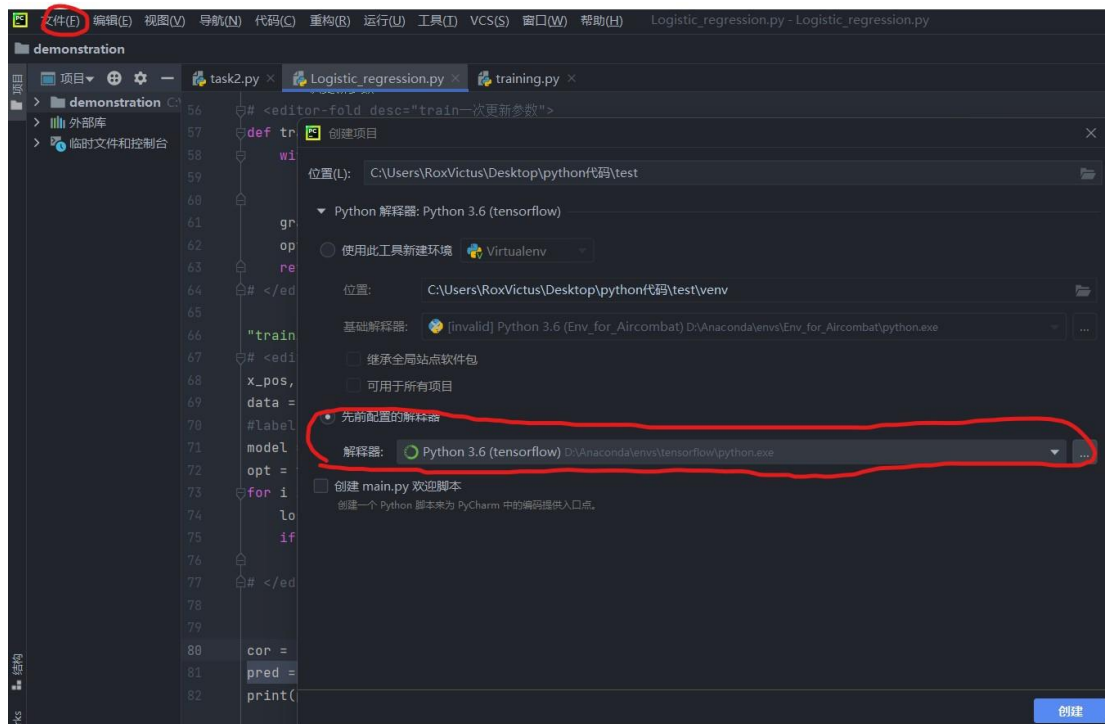 文件(F) 编辑(E) 视图(V) 导航(N) 代码(C) 重构(R) 运行(U) 工具(T) VCS(S) 窗口(W) 帮助(H) Logistic_regression.py - Logistic_regression.py
demonstration
项目 task2.py Logistic_regression.py training.py
项目
demonstration C:\
外部库
临时文件和控制台
56 # <editor-fold desc="train一次更新参数">
57 def tr
58 wi
59
60
61 gr
62 op
63 re
64 # </ed
65
66 "train
67 # <edi
68 x_pos,
69 data =
70 #label
71 model
72 opt =
73 for i
74 lo
75 if
76
77 # </ed
78
79
80 cor =
81 pred =
82 print(
结构
创建项目
位置(L): C:\Users\RoxVictus\Desktop\python代码\test
Python 解释器: Python 3.6 (tensorflow)
使用此工具新建环境 Virtualenv
位置: C:\Users\RoxVictus\Desktop\python代码\test\venv
基础解释器: [invalid] Python 3.6 (Env_for_Aircombat) D:\Anaconda\envs\Env_for_Aircombat\python.exe ...
继承全局站点软件包
可用于所有项目
先前配置的解释器
解释器: Python 3.6 (tensorflow) D:\Anaconda\envs\tensorflow\python.exe ...
创建 main.py 欢迎脚本
创建一个 Python 脚本来为 PyCharm 中的编码提供入口点。
创建